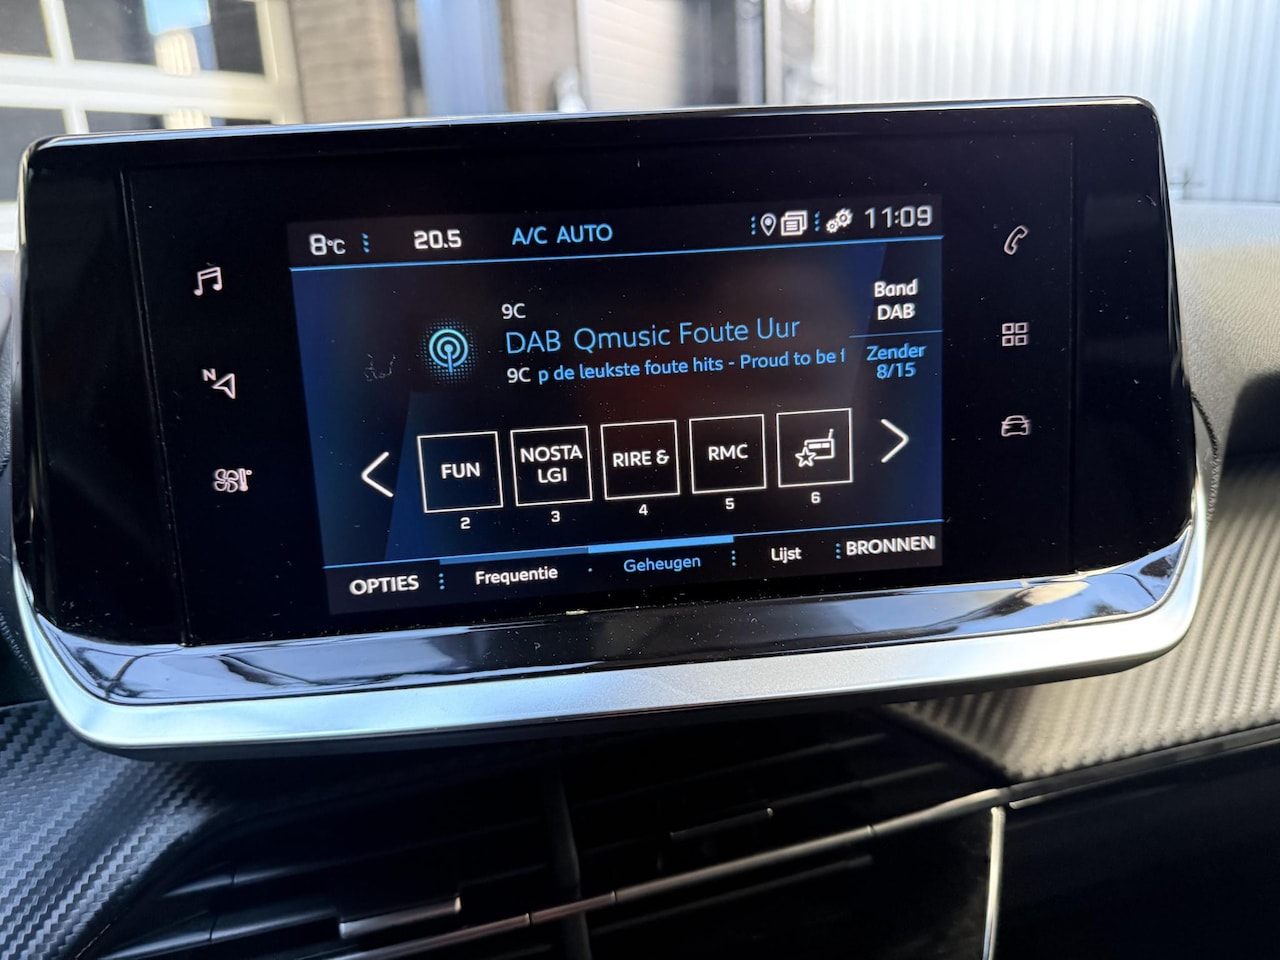 8°C 20.5 A/C AUTO 11:09
Band
DAB
9C
DAB Qmusic Foute Uur
9C p de leukste foute hits - Proud to be f
Zender
8/15
N
FUN
NOSTA
LGI
RIRE &
RMC
2 3 4 5 6
OPTIES Frequentie Geheugen Lijst BRONNEN